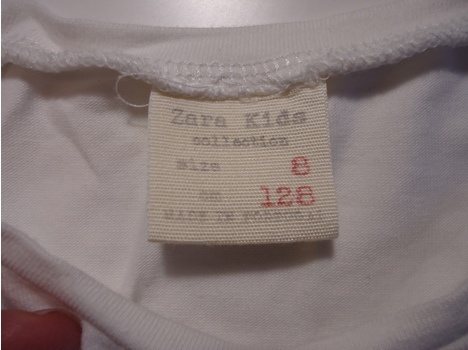 Zara Kids
collection
size 8
cm 128
MADE IN PORTUGAL